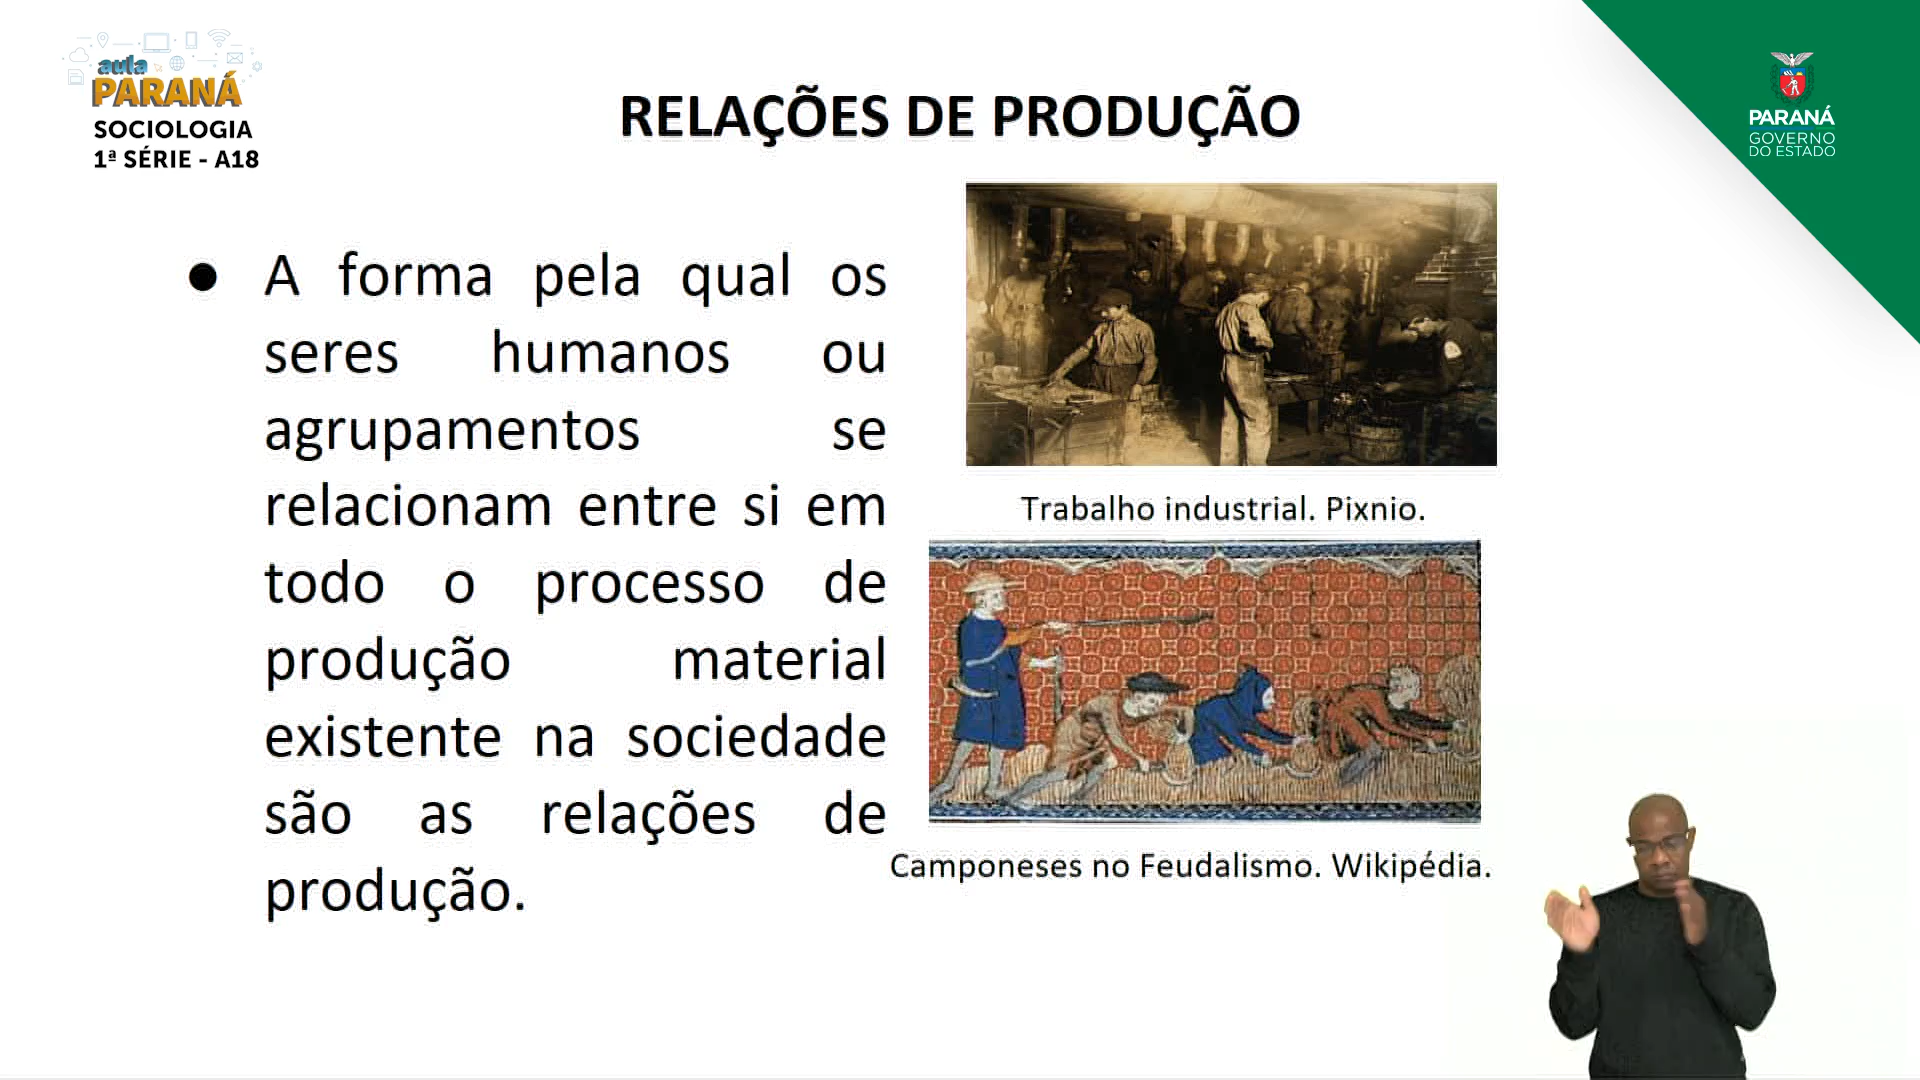 aula
PARANÁ
SOCIOLOGIA
1ª SÉRIE - A18
RELAÇÕES DE PRODUÇÃO
PARANÁ
GOVERNO
DO ESTADO
● A forma pela qual os
seres humanos ou
agrupamentos se
relacionam entre si em
todo o processo de
produção material
existente na sociedade
são as relações de
produção.
Trabalho industrial. Pixnio.
Camponeses no Feudalismo. Wikipédia.